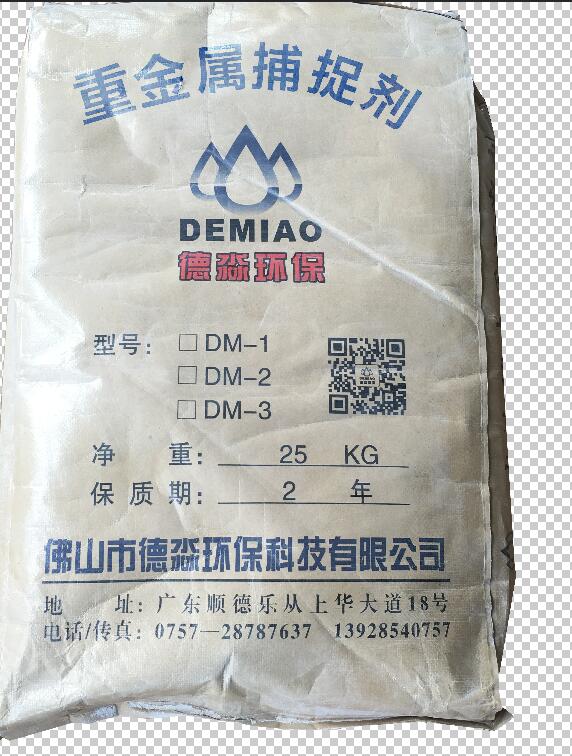 重金属捕捉剂
DEMIAO
德淼环保
型号: □ DM-1
□ DM-2
□ DM-3
DEMIAO
净 重: 25 KG
保质期: 2 年
佛山市德淼环保科技有限公司
地 址: 广东顺德乐从上华大道18号
电话/传真: 0757—28787637 13928540757